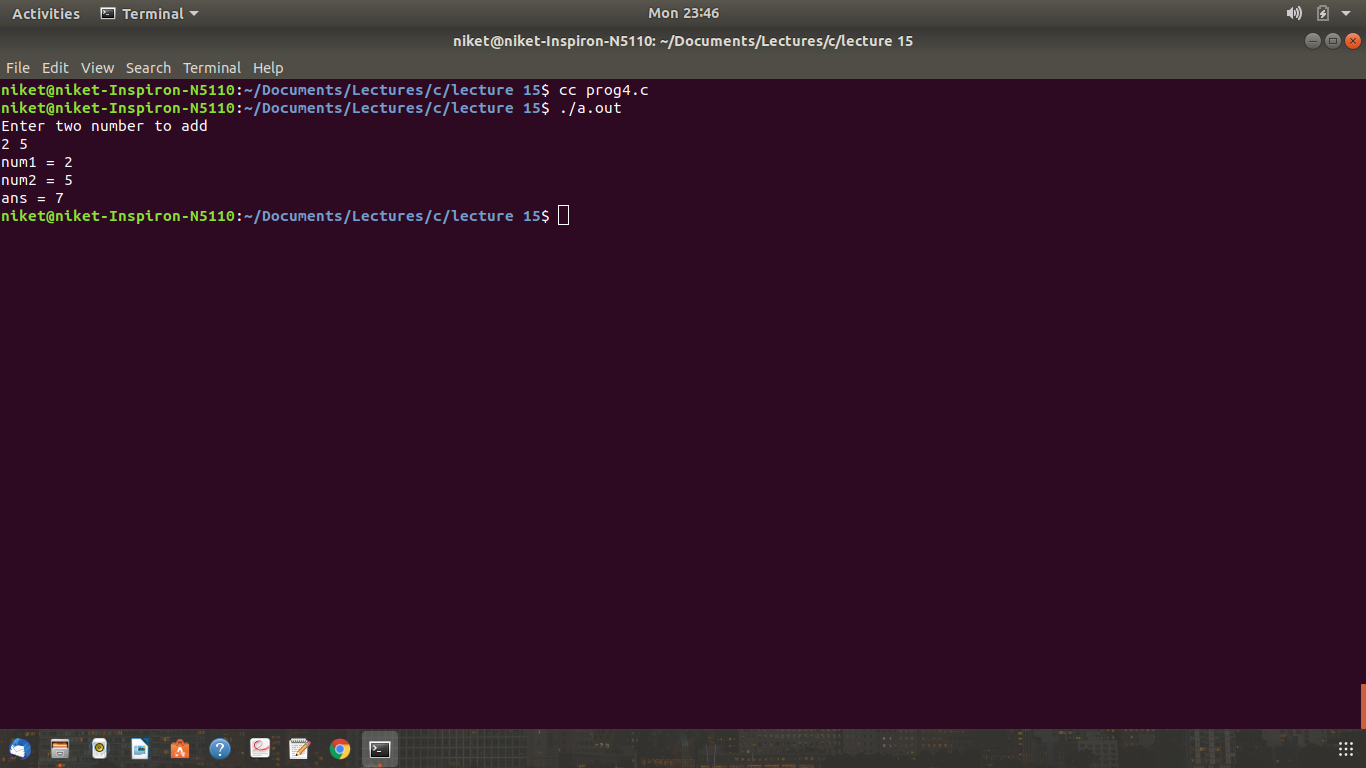 Activities Terminal Mon 23:46
niket@niket-Inspiron-N5110: ~/Documents/Lectures/c/lecture 15
File Edit View Search Terminal Help
niket@niket-Inspiron-N5110:~/Documents/Lectures/c/lecture 15$ cc prog4.c
niket@niket-Inspiron-N5110:~/Documents/Lectures/c/lecture 15$ ./a.out
Enter two number to add
2 5
num1 = 2
num2 = 5
ans = 7
niket@niket-Inspiron-N5110:~/Documents/Lectures/c/lecture 15$